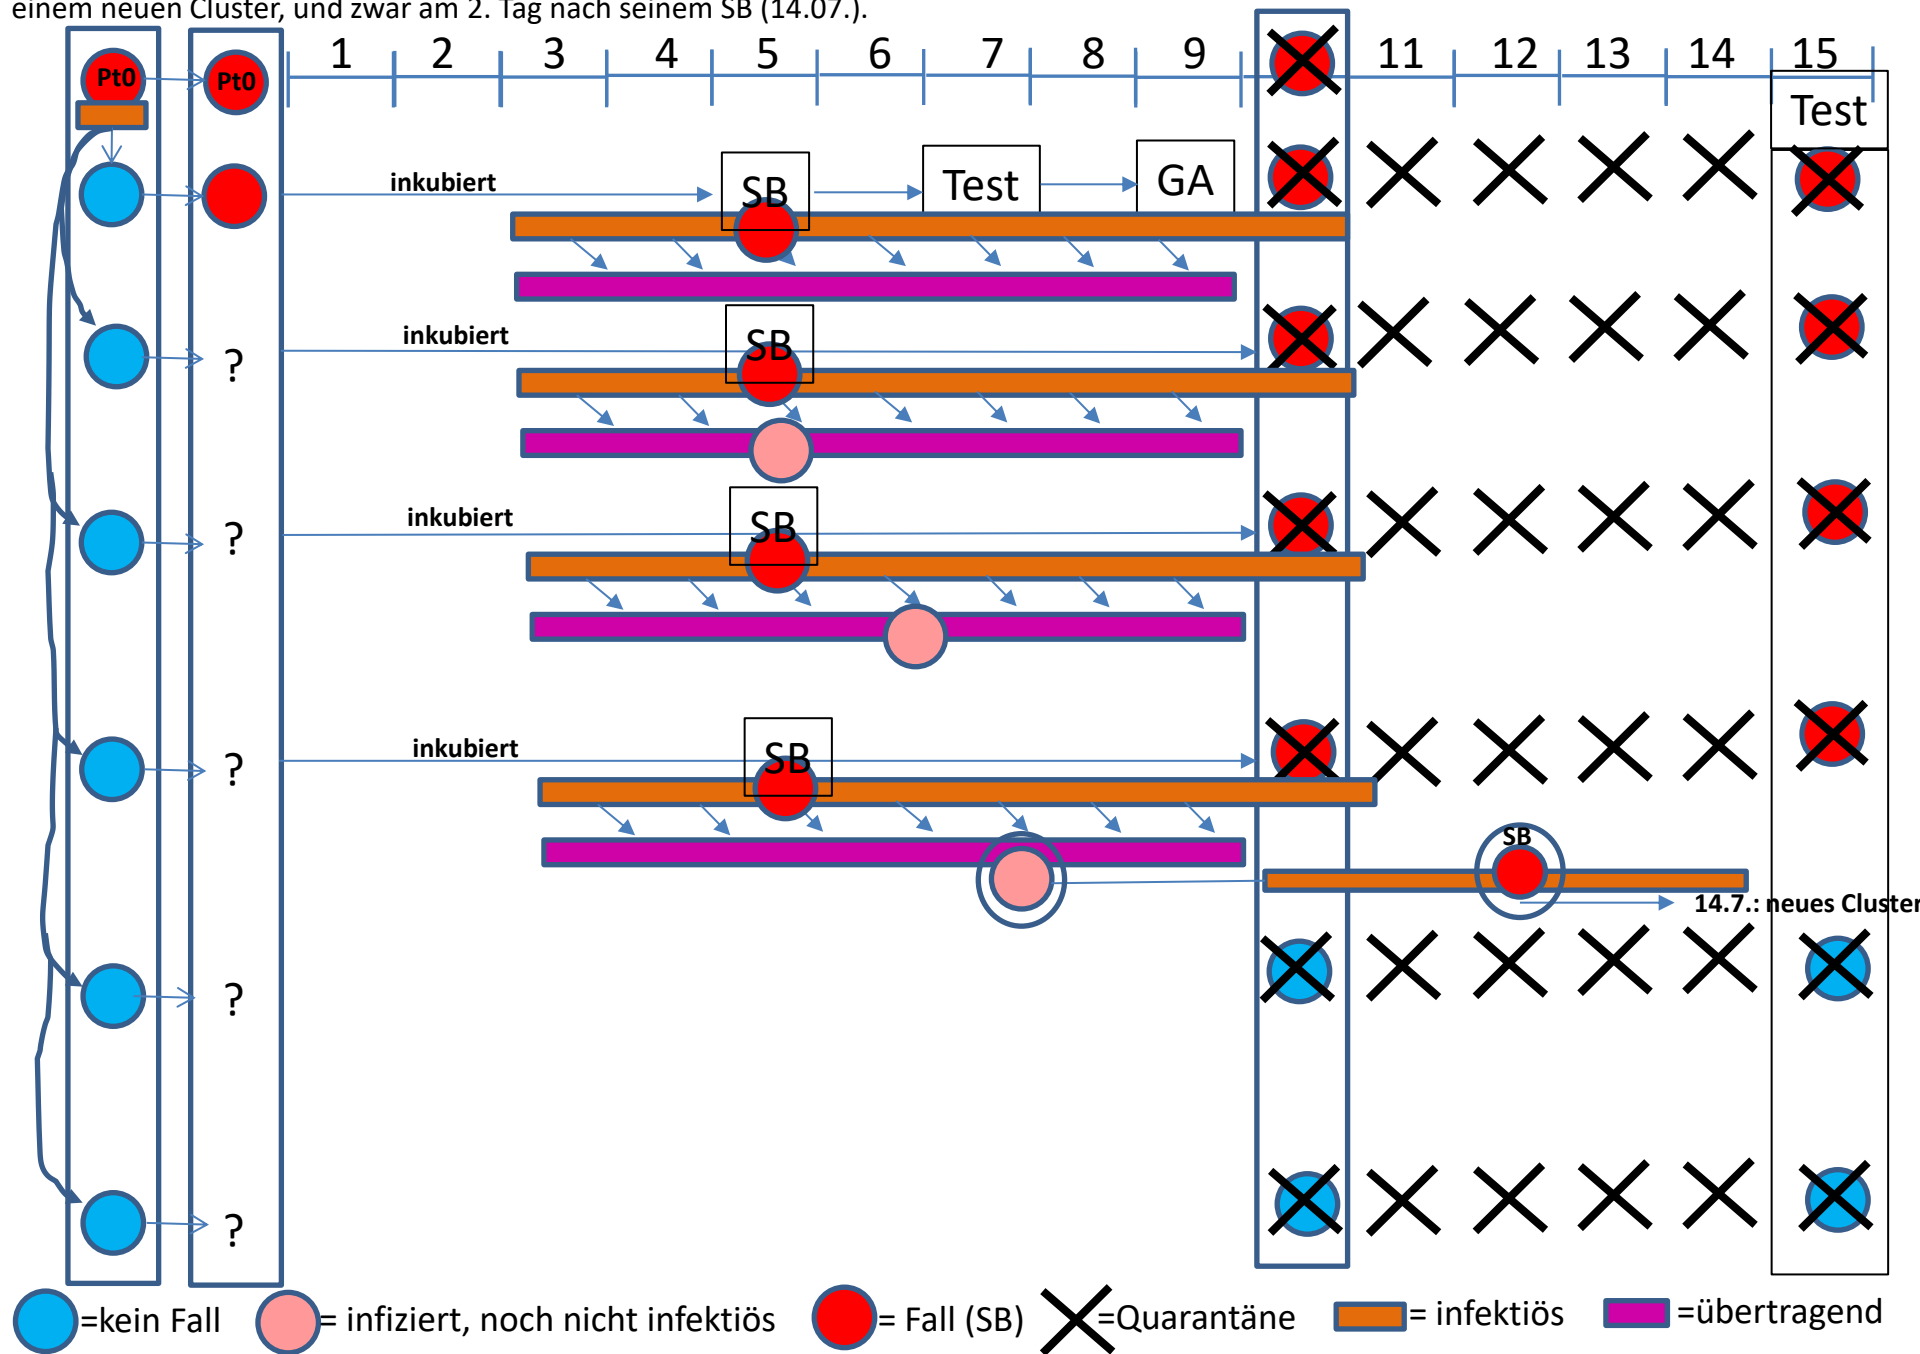 einem neuen Cluster, und zwar am 2. Tag nach seinem SB (14.07.).
1 2 3 4 5 6 7 8 9 11 12 13 14 15
Pt0 Pt0
Test
inkubiert SB Test GA
inkubiert SB
?
inkubiert SB
?
inkubiert SB
?
SB
14.7.: neues Cluster
?
?
=kein Fall = infiziert, noch nicht infektiös = Fall (SB) =Quarantäne = infektiös =übertragend